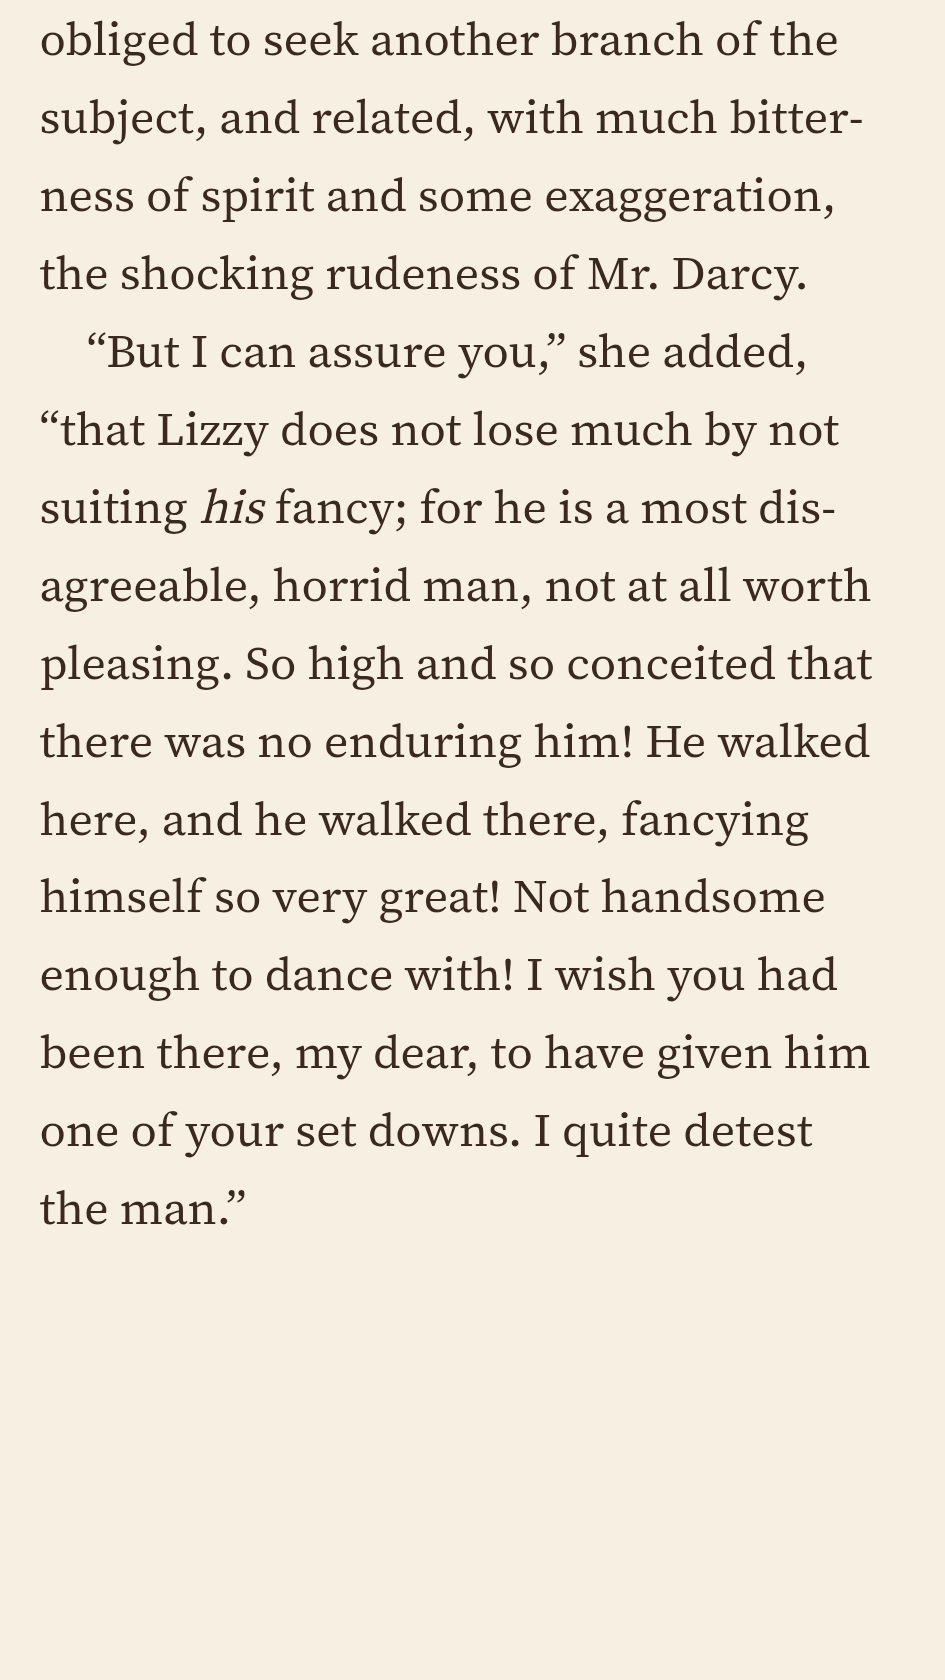 obliged to seek another branch of the
subject, and related, with much bitter-
ness of spirit and some exaggeration,
the shocking rudeness of Mr. Darcy.
“But I can assure you,” she added,
“that Lizzy does not lose much by not
suiting his fancy; for he is a most dis-
agreeable, horrid man, not at all worth
pleasing. So high and so conceited that
there was no enduring him! He walked
here, and he walked there, fancying
himself so very great! Not handsome
enough to dance with! I wish you had
been there, my dear, to have given him
one of your set downs. I quite detest
the man.”